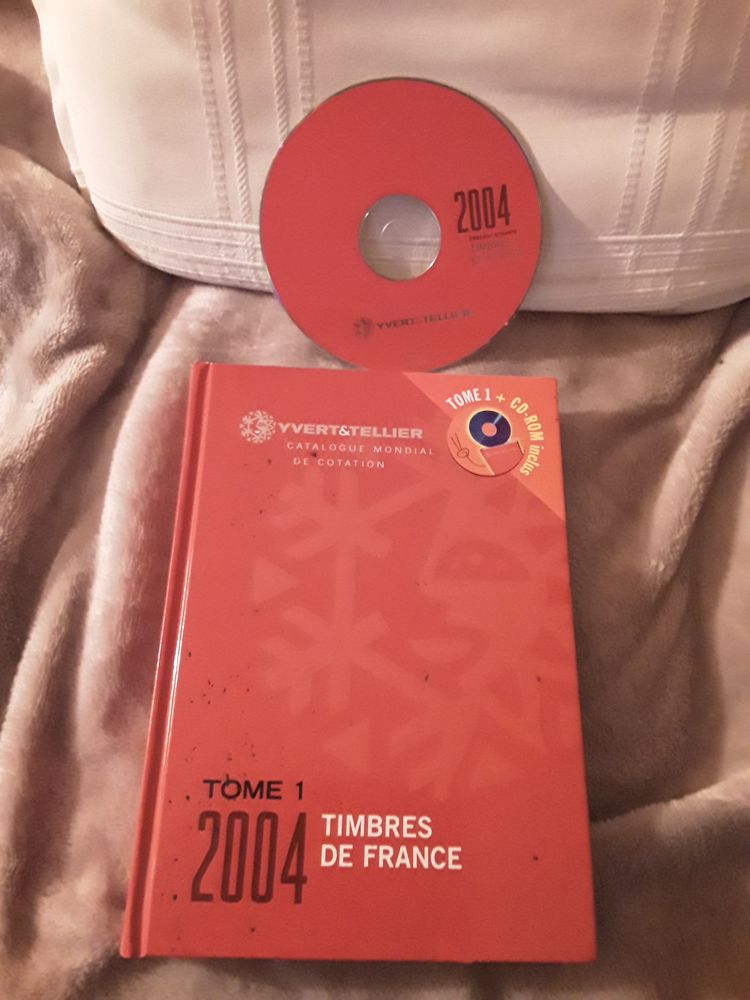 2004
TIMBRES
YVERT & TELLIER
TOME 1 + CD-ROM inclus
YVERT&TELLIER
CATALOGUE MONDIAL
DE COTATION
TOME 1
2004
TIMBRES
DE FRANCE